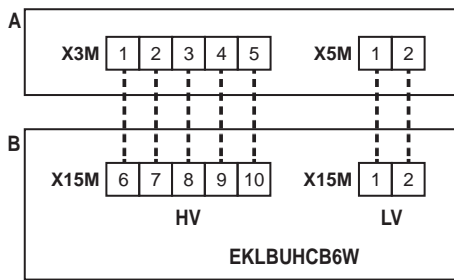 A
X3M 1 2 3 4 5 X5M 1 2
B
X15M 6 7 8 9 10 X15M 1 2
HV LV
EKLBUHCB6W